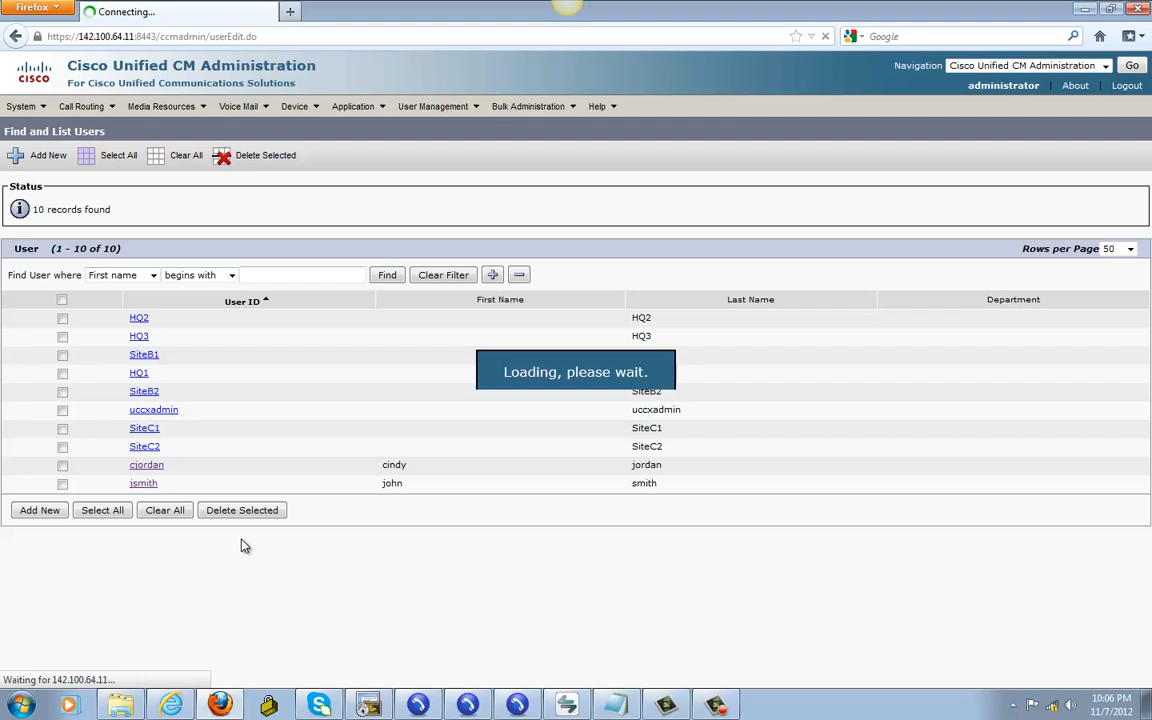 Firefox
Connecting...
https://142.100.64.11:8443/ccmadmin/userEdit.do
Google
CISCO
Cisco Unified CM Administration
For Cisco Unified Communications Solutions
Navigation Cisco Unified CM Administration Go
administrator About Logout
System Call Routing Media Resources Voice Mail Device Application User Management Bulk Administration Help
Find and List Users
Add New Select All Clear All Delete Selected
Status
10 records found
User (1 - 10 of 10) Rows per Page 50
Find User where First name begins with Find Clear Filter
User ID First Name Last Name Department
HQ2 HQ2
HQ3 HQ3
SiteB1
Loading, please wait.
HQ1
SiteB2 SiteB2
uccxadmin uccxadmin
SiteC1 SiteC1
SiteC2 SiteC2
cjordan cindy jordan
jsmith john smith
Add New Select All Clear All Delete Selected
Waiting for 142.100.64.11...
10:06 PM
11/7/2012